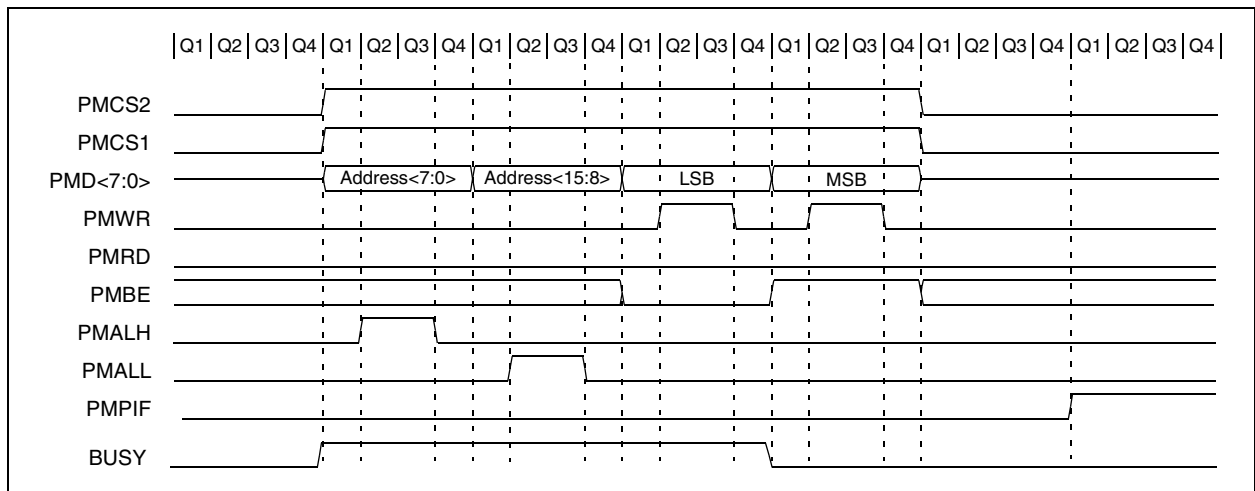 Q1 Q2 Q3 Q4 Q1 Q2 Q3 Q4 Q1 Q2 Q3 Q4 Q1 Q2 Q3 Q4 Q1 Q2 Q3 Q4 Q1 Q2 Q3 Q4 Q1 Q2 Q3 Q4
PMCS2
PMCS1
PMD<7:0> Address<7:0> Address<15:8> LSB MSB
PMWR
PMRD
PMBE
PMALH
PMALL
PMPIF
BUSY